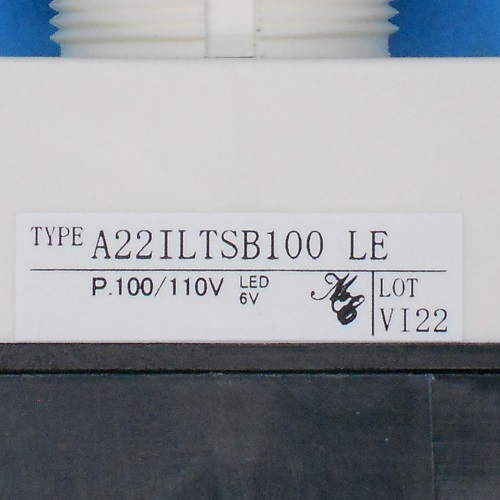 TYPE A22ILTSB100 LE
P.100/110V LED 6V
LOT
VI22